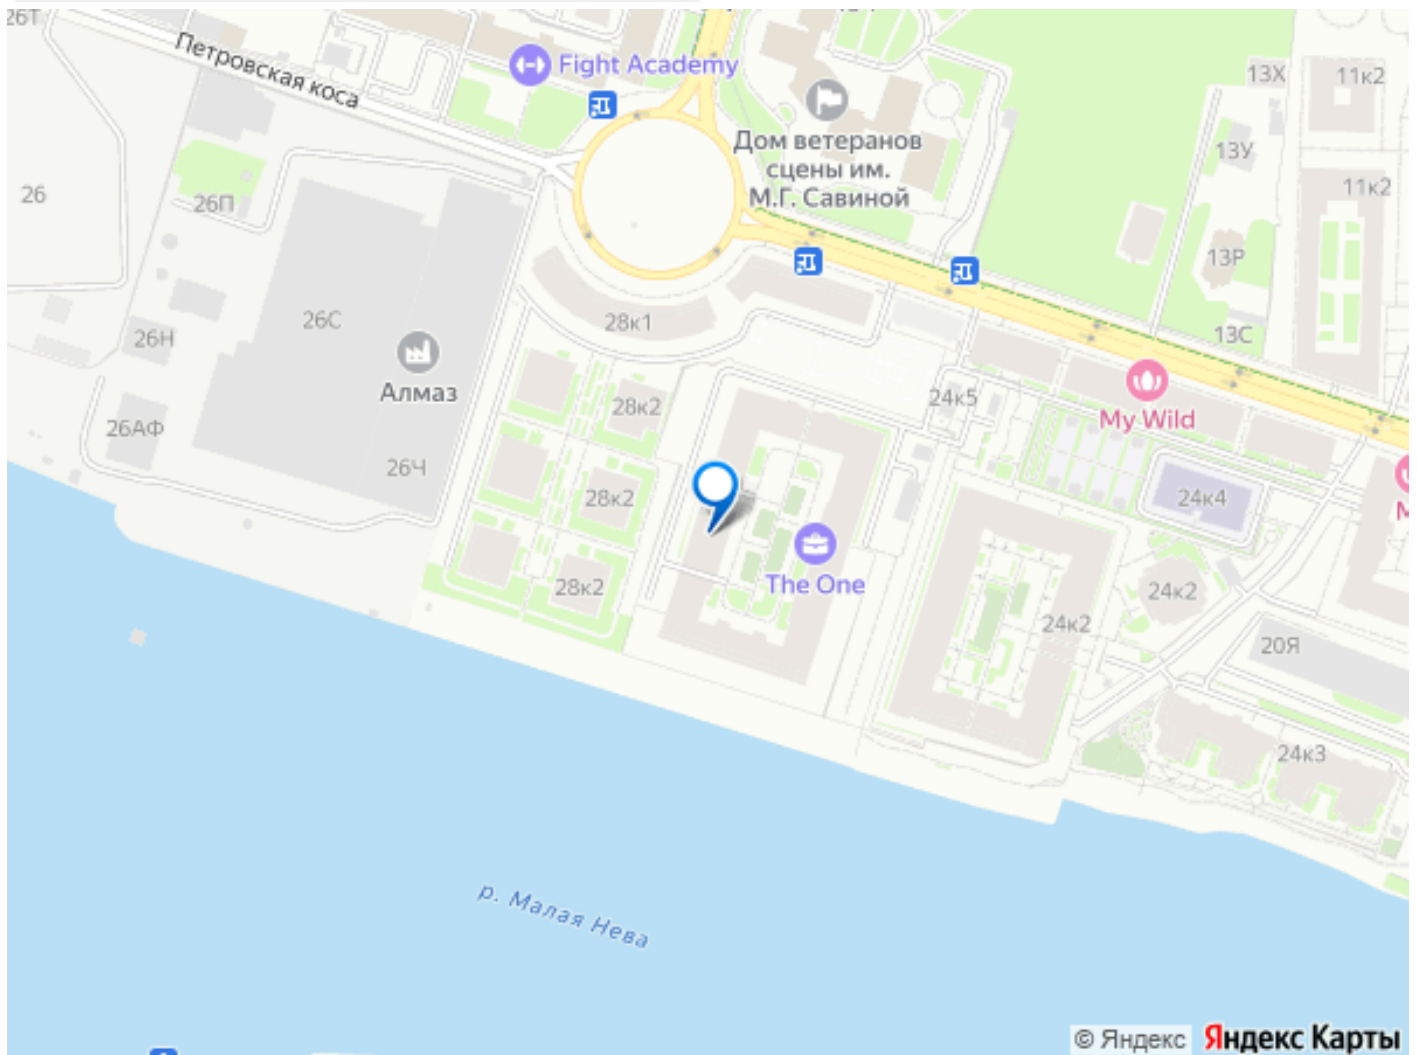 26Т
Петровская коса
Fight Academy
Дом ветеранов
сцены им.
М.Г. Савиной
13Х
11к2
13У
11к2
26
26П
13Р
26С
28к1
13С
26Н
Алмаз
28к2
24к5
My Wild
26АФ
26Ч
28к2
24к4
The One
28к2
24к2
24к2
20Я
24к3
р. Малая Нева
© Яндекс Яндекс Карты